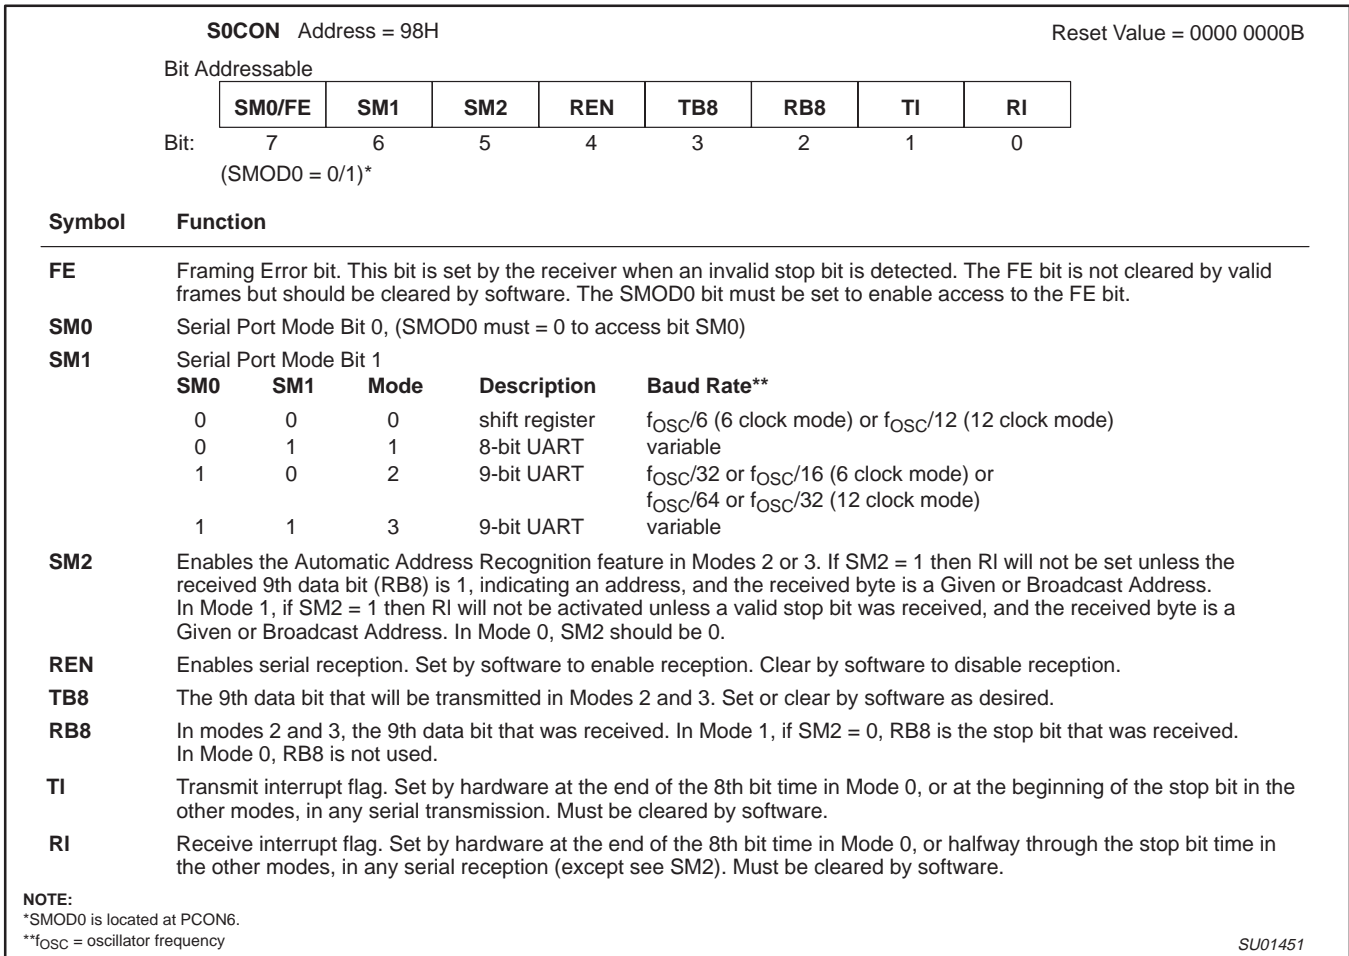 S0CON Address = 98H Reset Value = 0000 0000B
Bit Addressable
SM0/FE SM1 SM2 REN TB8 RB8 TI RI
Bit: 7 6 5 4 3 2 1 0
(SMOD0 = 0/1)*
Symbol Function
FE Framing Error bit. This bit is set by the receiver when an invalid stop bit is detected. The FE bit is not cleared by valid
frames but should be cleared by software. The SMOD0 bit must be set to enable access to the FE bit.
SM0 Serial Port Mode Bit 0, (SMOD0 must = 0 to access bit SM0)
SM1 Serial Port Mode Bit 1
SM0 SM1 Mode Description Baud Rate**
0 0 0 shift register fOSC/6 (6 clock mode) or fOSC/12 (12 clock mode)
0 1 1 8-bit UART variable
1 0 2 9-bit UART fOSC/32 or fOSC/16 (6 clock mode) or
fOSC/64 or fOSC/32 (12 clock mode)
1 1 3 9-bit UART variable
SM2 Enables the Automatic Address Recognition feature in Modes 2 or 3. If SM2 = 1 then RI will not be set unless the
received 9th data bit (RB8) is 1, indicating an address, and the received byte is a Given or Broadcast Address.
In Mode 1, if SM2 = 1 then RI will not be activated unless a valid stop bit was received, and the received byte is a
Given or Broadcast Address. In Mode 0, SM2 should be 0.
REN Enables serial reception. Set by software to enable reception. Clear by software to disable reception.
TB8 The 9th data bit that will be transmitted in Modes 2 and 3. Set or clear by software as desired.
RB8 In modes 2 and 3, the 9th data bit that was received. In Mode 1, if SM2 = 0, RB8 is the stop bit that was received.
In Mode 0, RB8 is not used.
TI Transmit interrupt flag. Set by hardware at the end of the 8th bit time in Mode 0, or at the beginning of the stop bit in the
other modes, in any serial transmission. Must be cleared by software.
RI Receive interrupt flag. Set by hardware at the end of the 8th bit time in Mode 0, or halfway through the stop bit time in
the other modes, in any serial reception (except see SM2). Must be cleared by software.
NOTE:
*SMOD0 is located at PCON6.
**fOSC = oscillator frequency
SU01451